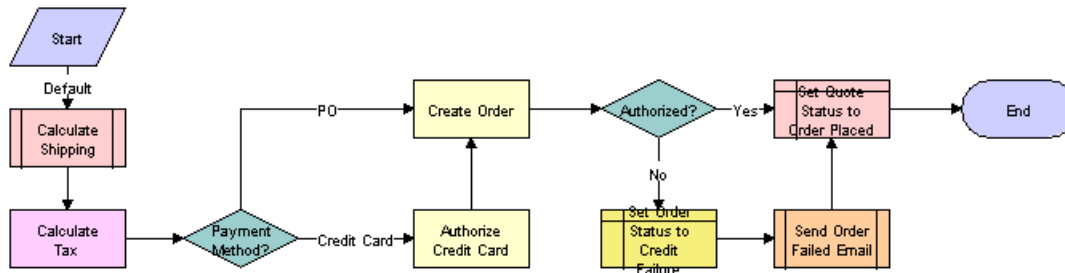 Start
Default
Calculate
Shipping
Calculate
Tax
Payment
Method?
PO
Credit Card
Create Order
Authorize
Credit Card
Authorized?
Yes
No
Set Order
Status to
Credit
Failure
Send Order
Failed Email
Set Quote
Status to
Order Placed
End